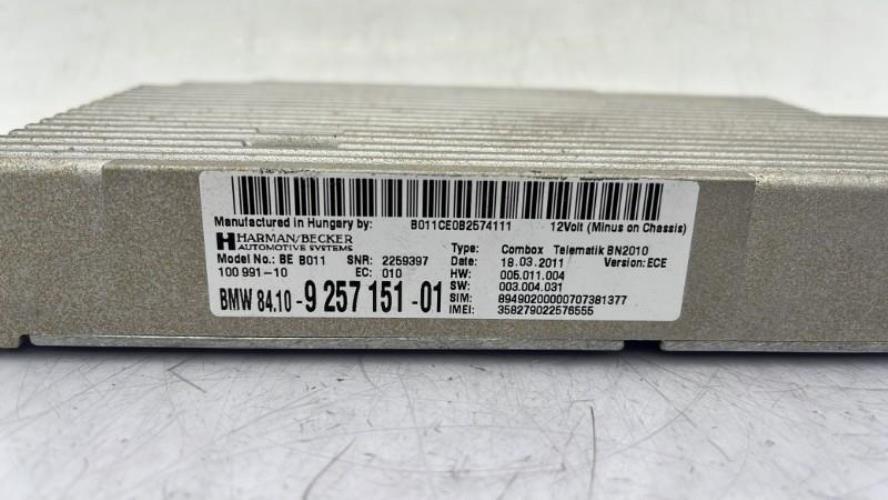 Manufactured in Hungary by: B011CE0B2574111 12Volt (Minus on Chassis)
HARMAN/BECKER
AUTOMOTIVE SYSTEMS
Model No.: BE B011 SNR: 2259397
100 991-10 EC: 010
BMW 84.10 - 9 257 151 - 01
Type: Combox Telematik BN2010
Date: 18.03.2011 Version: ECE
HW: 005.011.004
SW: 003.004.031
SIM: 89490200000707381377
IMEI: 358279022576555